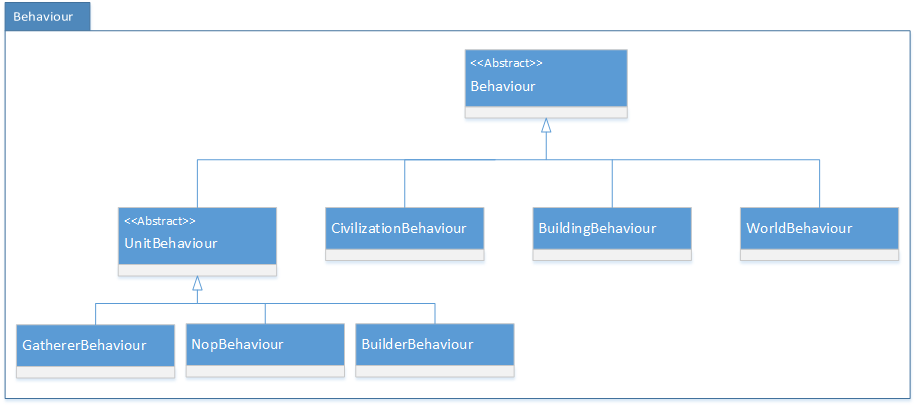 Behaviour
<<Abstract>>
Behaviour
<<Abstract>>
UnitBehaviour
CivilizationBehaviour
BuildingBehaviour
WorldBehaviour
GathererBehaviour
NopBehaviour
BuilderBehaviour